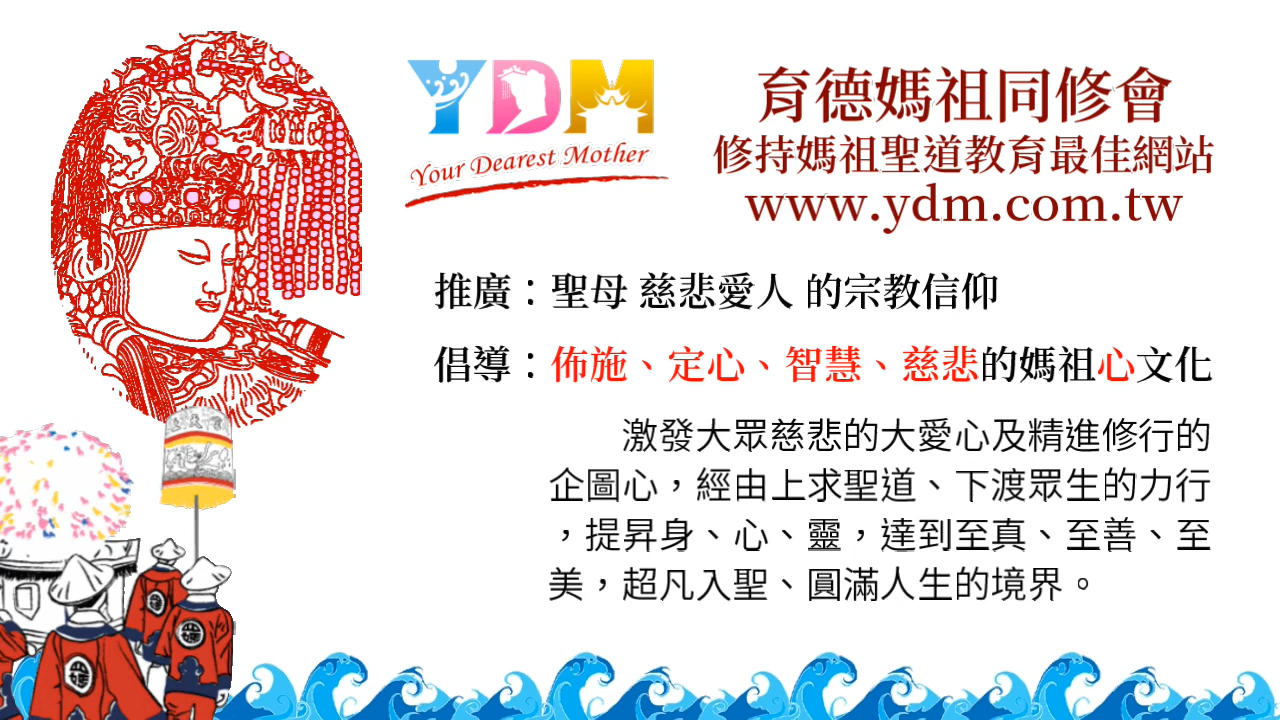 YDM
Your Dearest Mother
育德媽祖同修會
修持媽祖聖道教育最佳網站
www.ydm.com.tw
推廣：聖母 慈悲愛人 的宗教信仰
倡導：佈施、定心、智慧、慈悲的媽祖心文化
激發大眾慈悲的大愛心及精進修行的
企圖心，經由上求聖道、下渡眾生的力行
，提昇身、心、靈，達到至真、至善、至
美，超凡入聖、圓滿人生的境界。